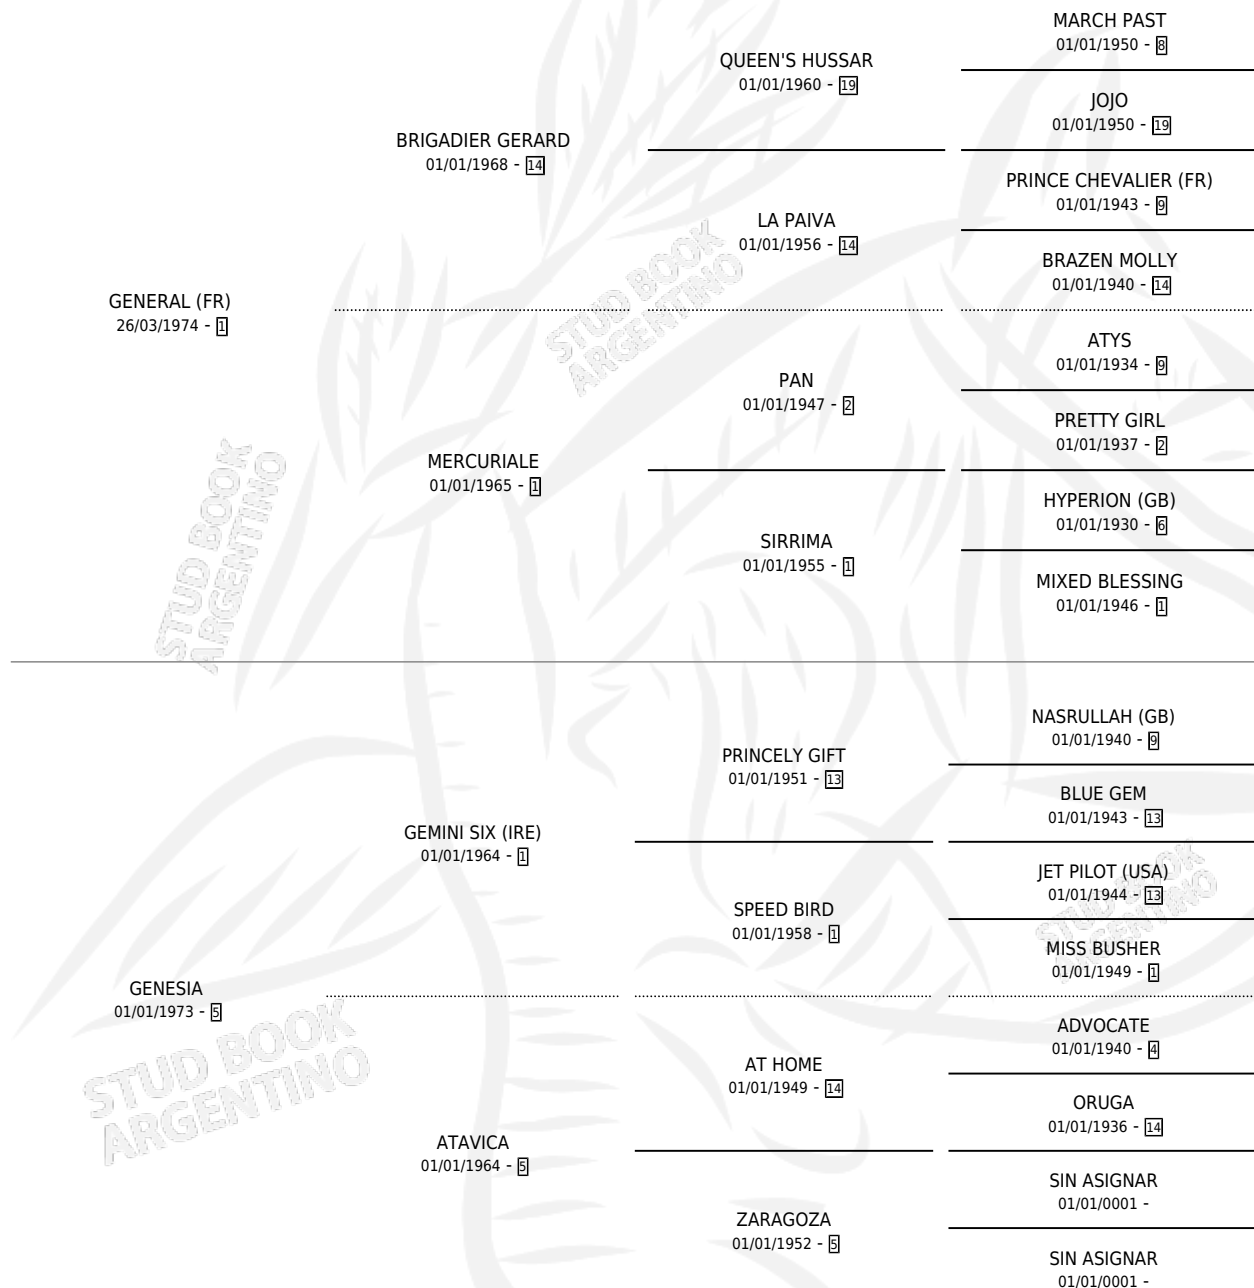 MARCH PAST
01/01/1950 - 8
QUEEN'S HUSSAR
01/01/1960 - 19
JOJO
01/01/1950 - 19
BRIGADIER GERARD
01/01/1968 - 14
PRINCE CHEVALIER (FR)
01/01/1943 - 9
LA PAIVA
01/01/1956 - 14
BRAZEN MOLLY
01/01/1940 - 14
GENERAL (FR)
26/03/1974 - 1
ATYS
01/01/1934 - 9
PAN
01/01/1947 - 2
PRETTY GIRL
01/01/1937 - 2
MERCURIALE
01/01/1965 - 1
HYPERION (GB)
01/01/1930 - 6
SIRRIMA
01/01/1955 - 1
MIXED BLESSING
01/01/1946 - 1
NASRULLAH (GB)
01/01/1940 - 9
PRINCELY GIFT
01/01/1951 - 13
BLUE GEM
01/01/1943 - 13
GEMINI SIX (IRE)
01/01/1964 - 1
JET PILOT (USA)
01/01/1944 - 13
SPEED BIRD
01/01/1958 - 1
MISS BUSHER
01/01/1949 - 1
GENESIA
01/01/1973 - 5
ADVOCATE
01/01/1940 - 4
AT HOME
01/01/1949 - 14
ORUGA
01/01/1936 - 14
ATAVICA
01/01/1964 - 5
SIN ASIGNAR
01/01/0001 -
ZARAGOZA
01/01/1952 - 5
SIN ASIGNAR
01/01/0001 -
STUD BOOK
ARGENTINO
STUD BOOK
ARGENTINO
STUD BOOK
ARGENTINO
STUD BOOK
ARGENTINO